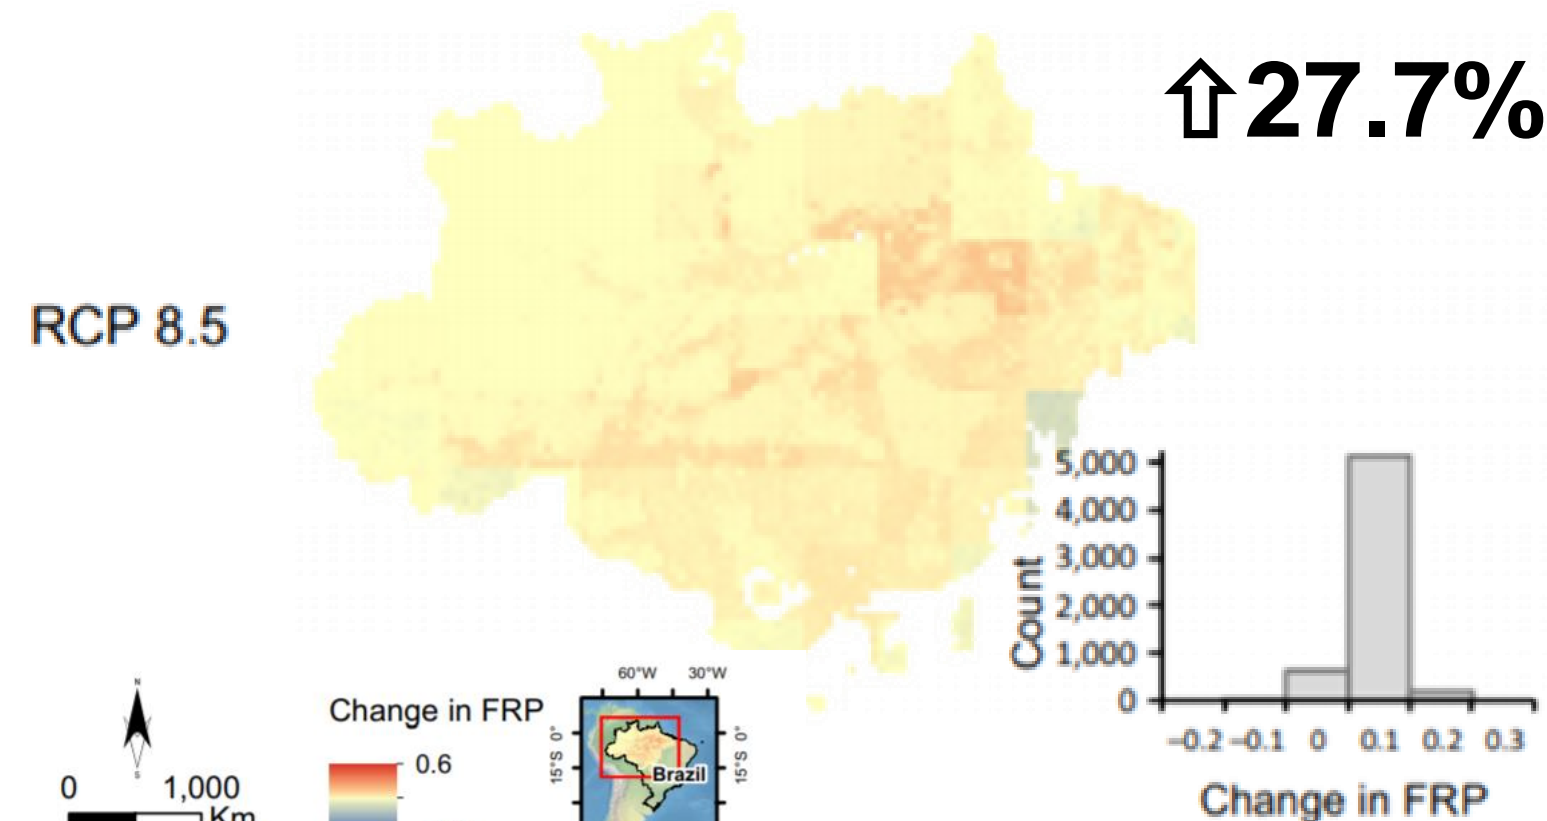 ⇧27.7%
RCP 8.5
5,000
4,000
3,000
2,000
1,000
0
Count
−0.2 −0.1 0 0.1 0.2 0.3
Change in FRP
N
S
0 1,000
Km
Change in FRP
0.6
60°W 30°W
0°
15°S
0°
15°S
Brazil